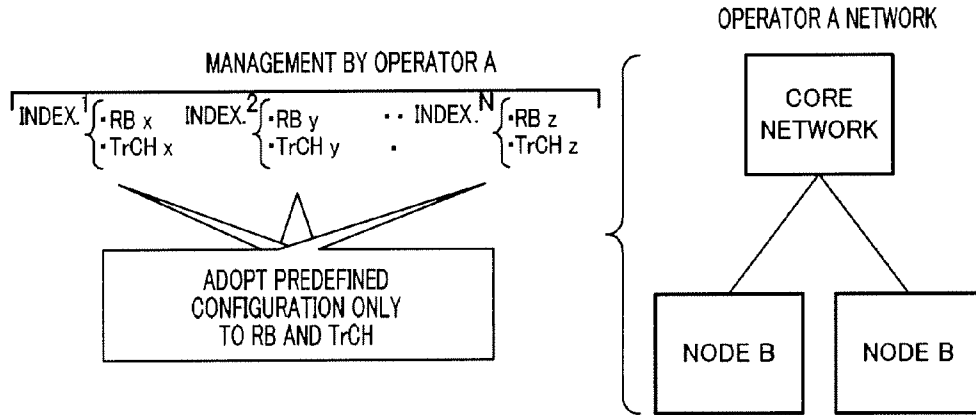 OPERATOR A NETWORK
MANAGEMENT BY OPERATOR A
INDEX.1 ・RB x INDEX.2 ・RB y ・・ INDEX.N ・RB z
・TrCH x ・TrCH y ・ ・TrCH z
ADOPT PREDEFINED
CONFIGURATION ONLY
TO RB AND TrCH
CORE
NETWORK
NODE B NODE B